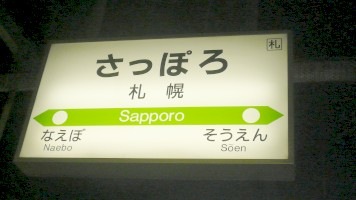 札
さっぽろ
札幌
Sapporo
なえぼ そうえん
Naebo Sōen